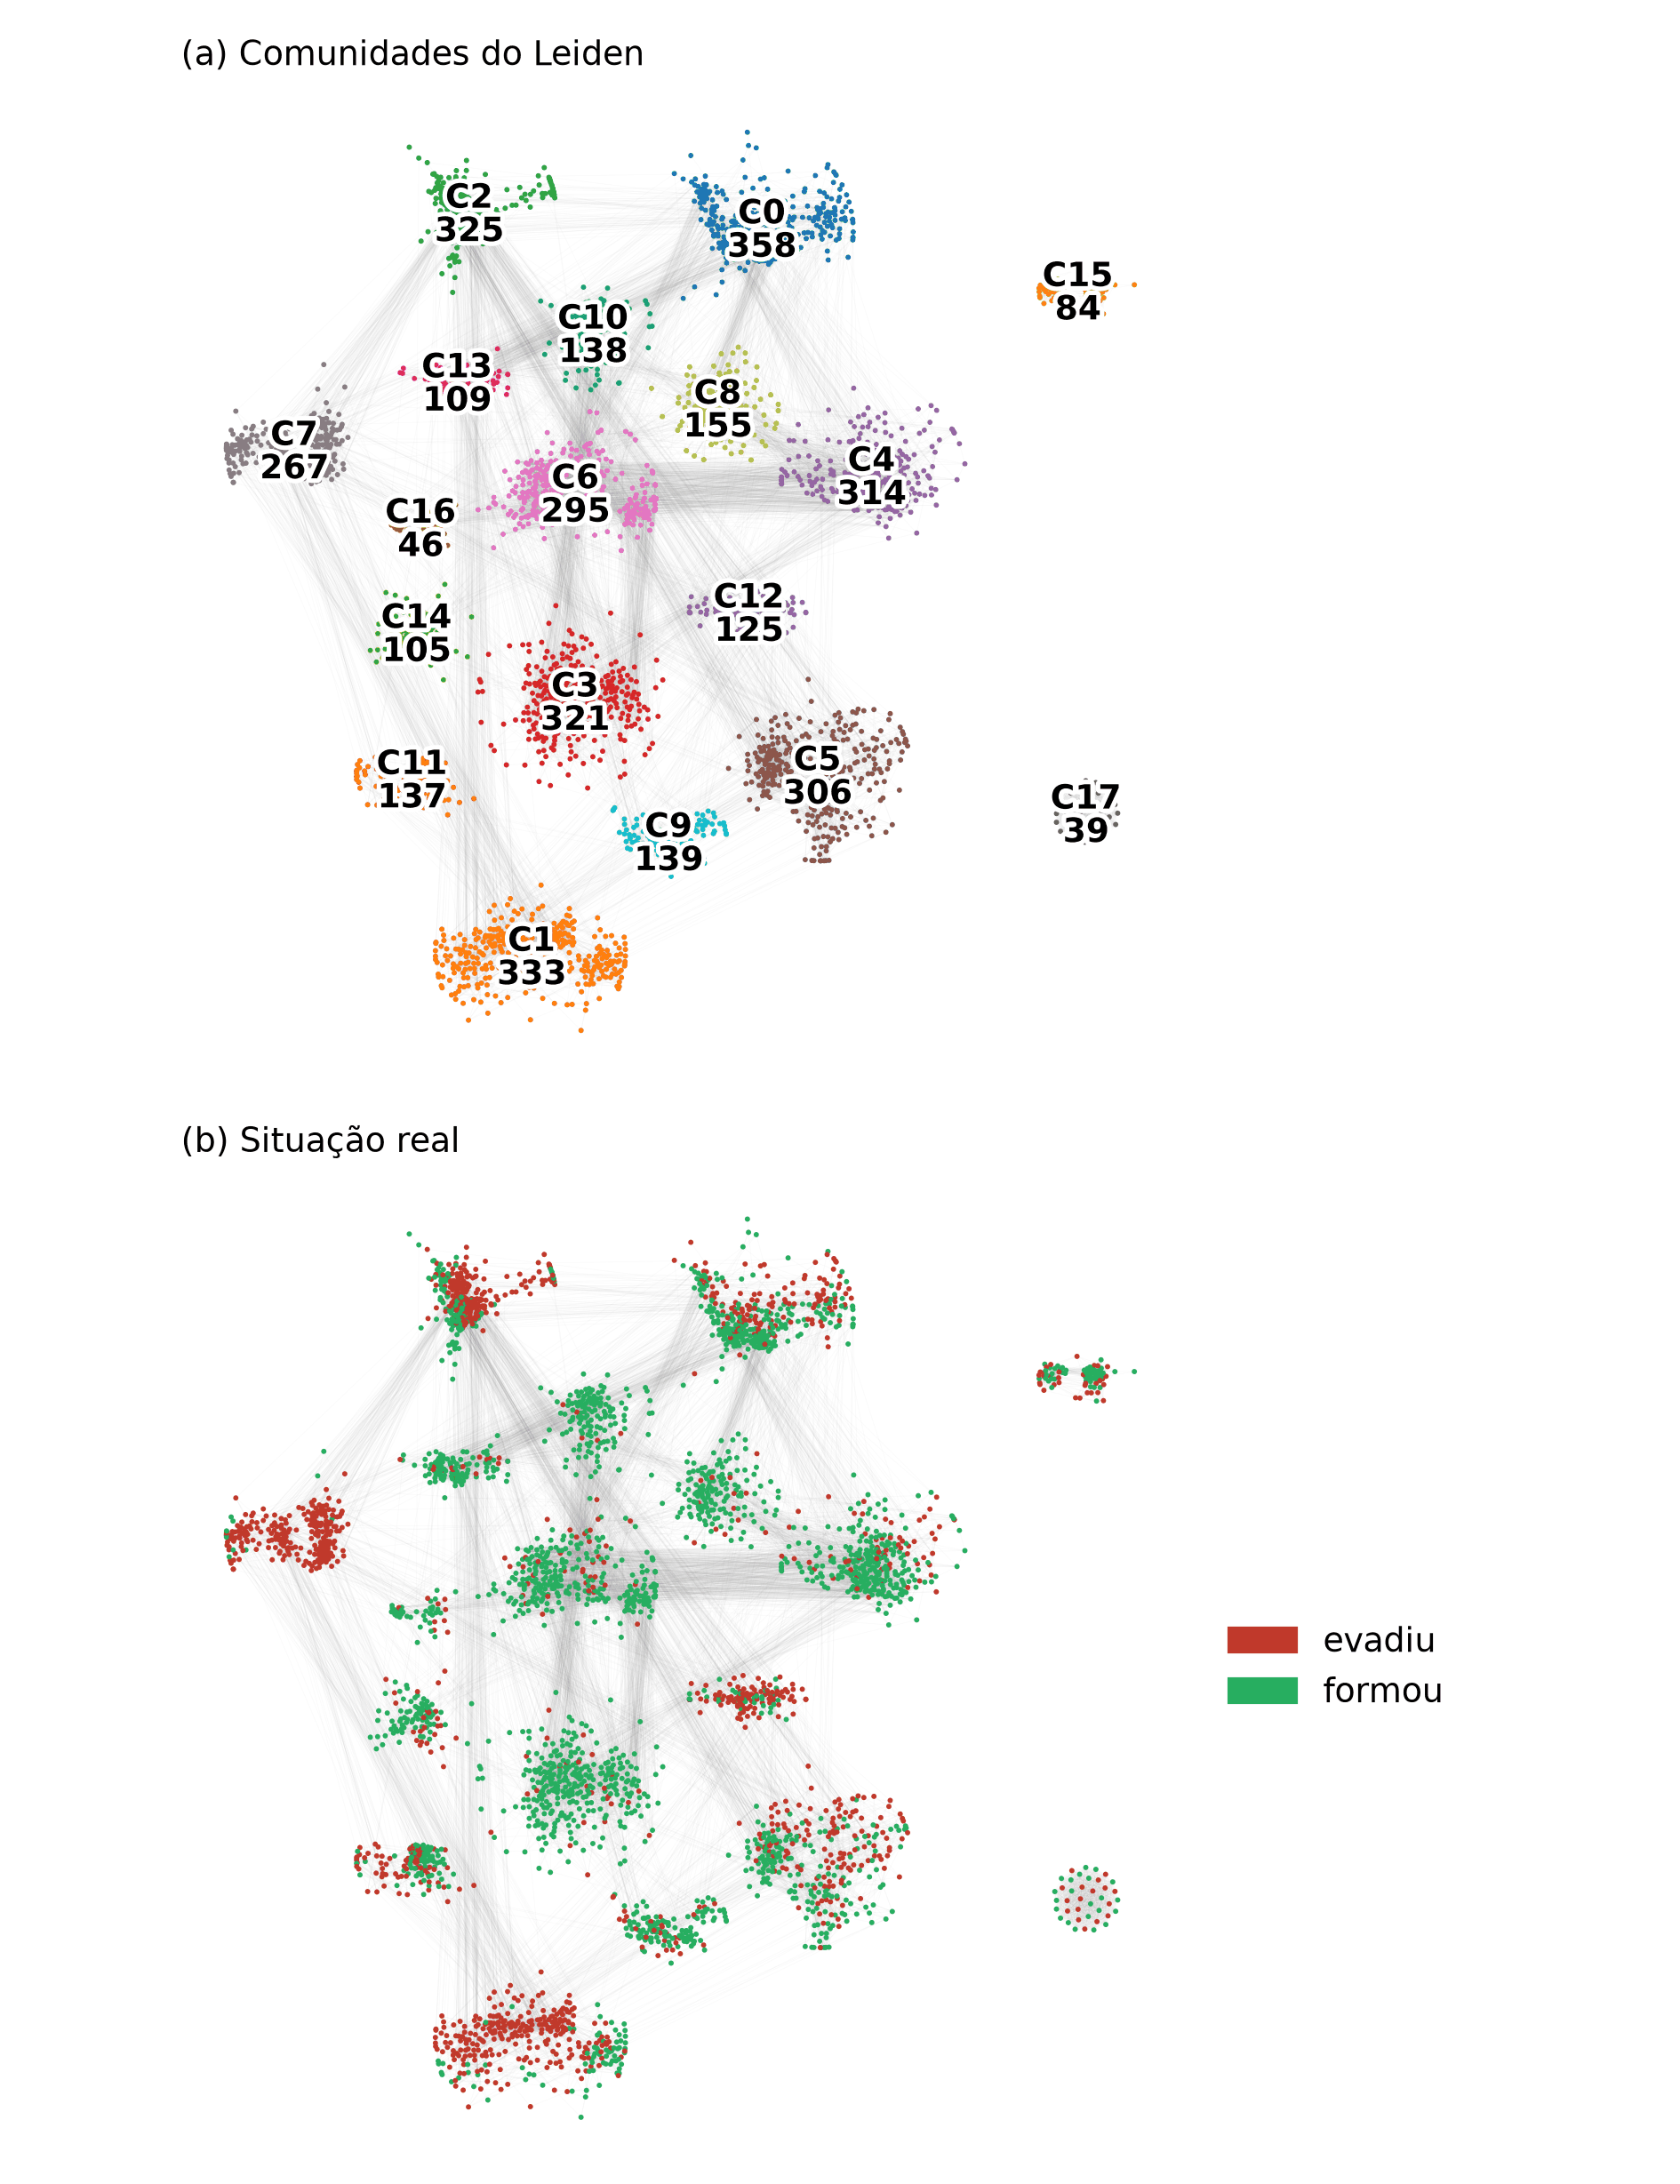 (a) Comunidades do Leiden
C2
325
C0
358
C15
84
C10
138
C13
109
C8
155
C7
267
C4
314
C6
295
C16
46
C12
125
C14
105
C3
321
C5
306
C11
137
C17
39
C9
139
C1
333
(b) Situação real
evadiu
formou